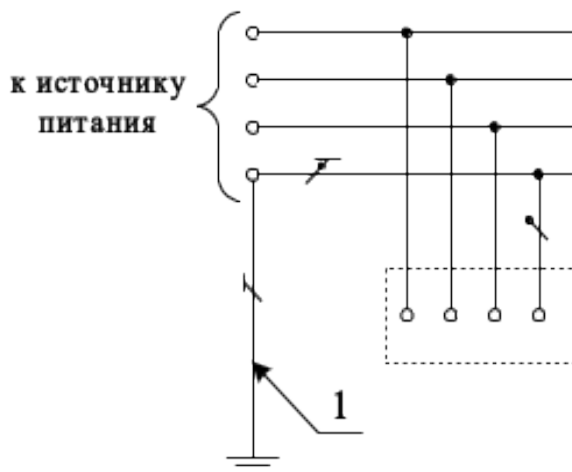 к источнику
питания
1